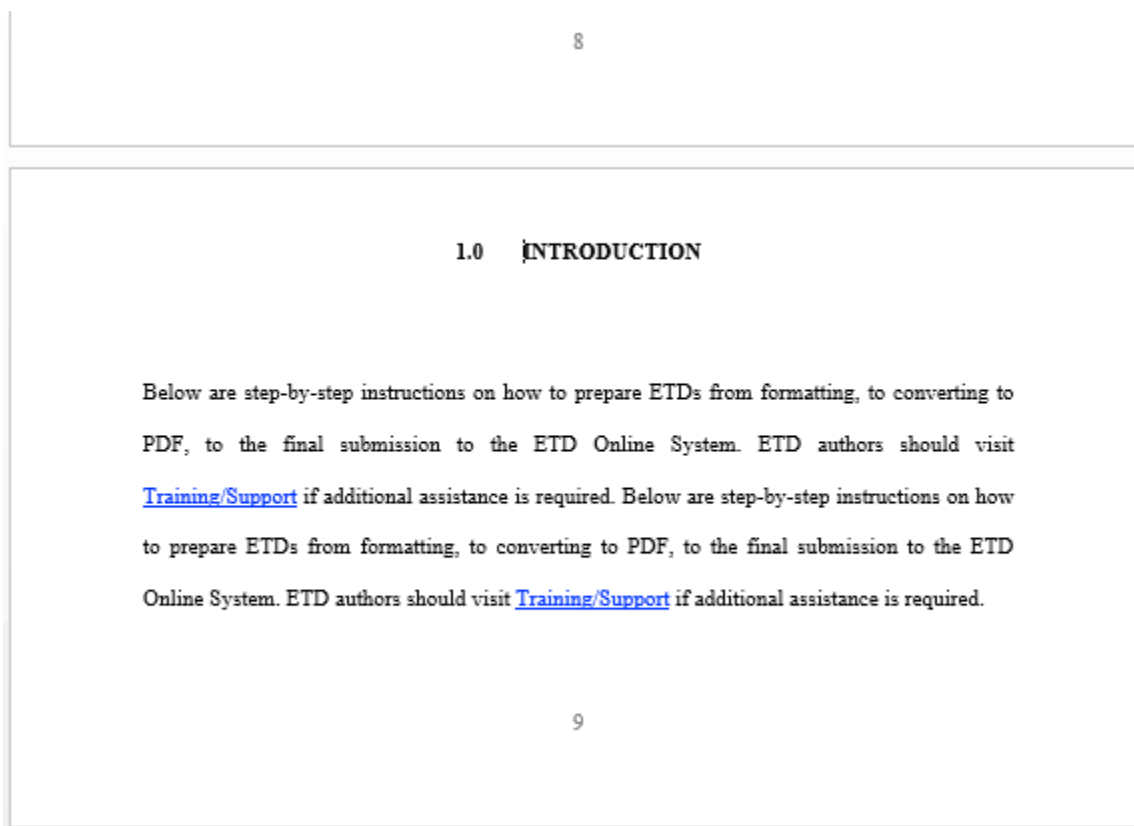 8
1.0 INTRODUCTION
Below are step-by-step instructions on how to prepare ETDs from formatting, to converting to
PDF, to the final submission to the ETD Online System. ETD authors should visit
Training/Support if additional assistance is required. Below are step-by-step instructions on how
to prepare ETDs from formatting, to converting to PDF, to the final submission to the ETD
Online System. ETD authors should visit Training/Support if additional assistance is required.
9